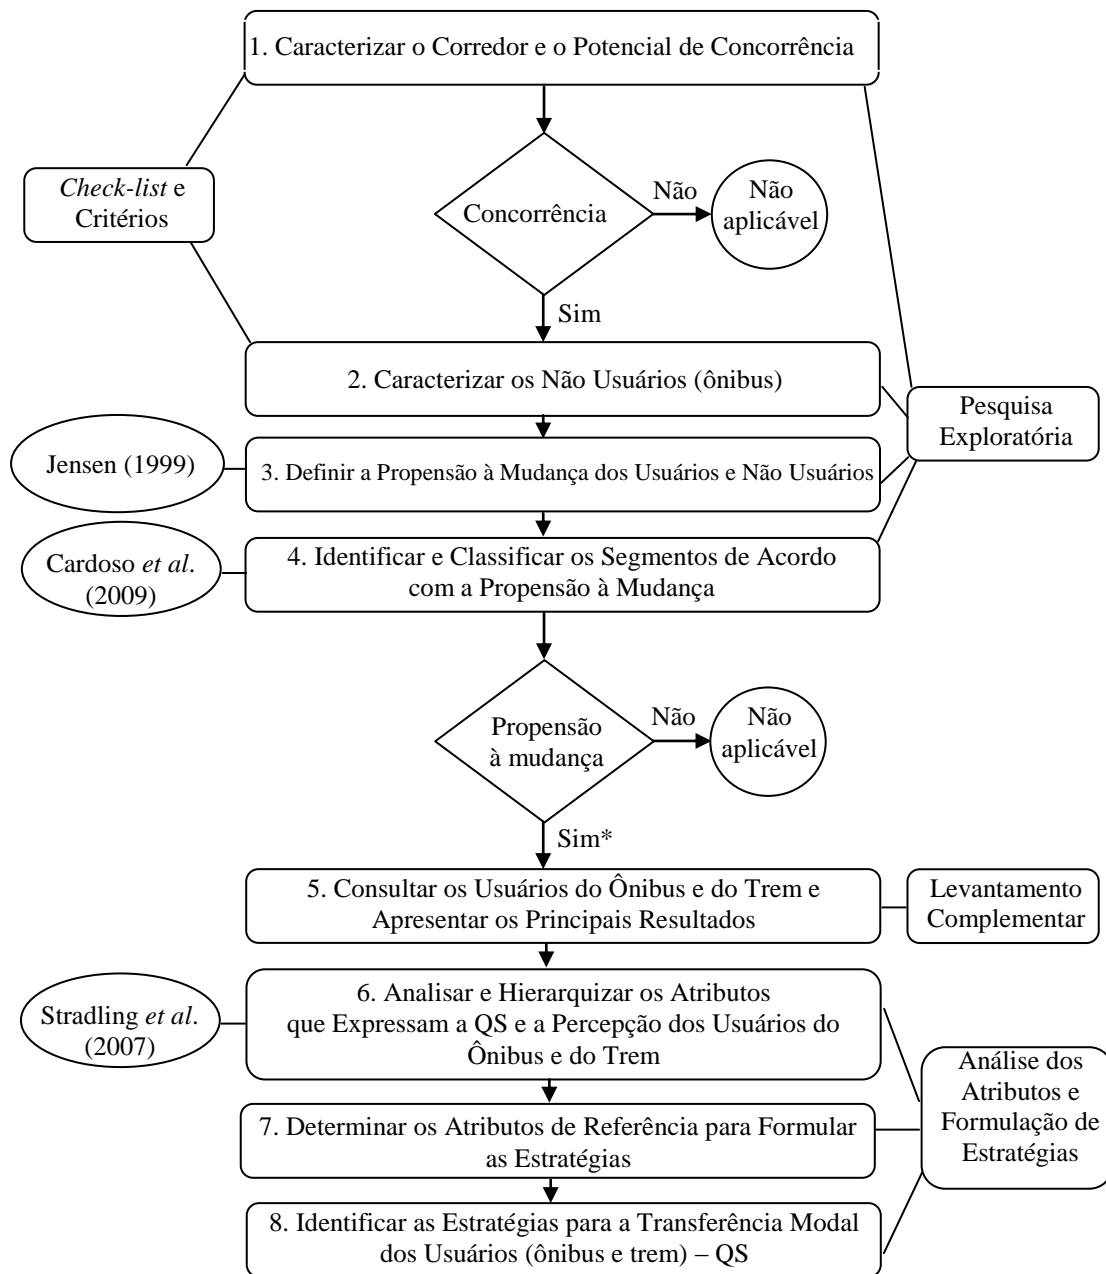 1. Caracterizar o Corredor e o Potencial de Concorrência
Check-list e
Critérios
Concorrência
Não
Não
aplicável
Sim
2. Caracterizar os Não Usuários (ônibus)
Pesquisa
Exploratória
Jensen (1999)
3. Definir a Propensão à Mudança dos Usuários e Não Usuários
Cardoso et al.
(2009)
4. Identificar e Classificar os Segmentos de Acordo
com a Propensão à Mudança
Propensão
à mudança
Não
Não
aplicável
Sim*
5. Consultar os Usuários do Ônibus e do Trem e
Apresentar os Principais Resultados
Levantamento
Complementar
Stradling et al.
(2007)
6. Analisar e Hierarquizar os Atributos
que Expressam a QS e a Percepção dos Usuários do
Ônibus e do Trem
Análise dos
Atributos e
Formulação de
Estratégias
7. Determinar os Atributos de Referência para Formular
as Estratégias
8. Identificar as Estratégias para a Transferência Modal
dos Usuários (ônibus e trem) – QS